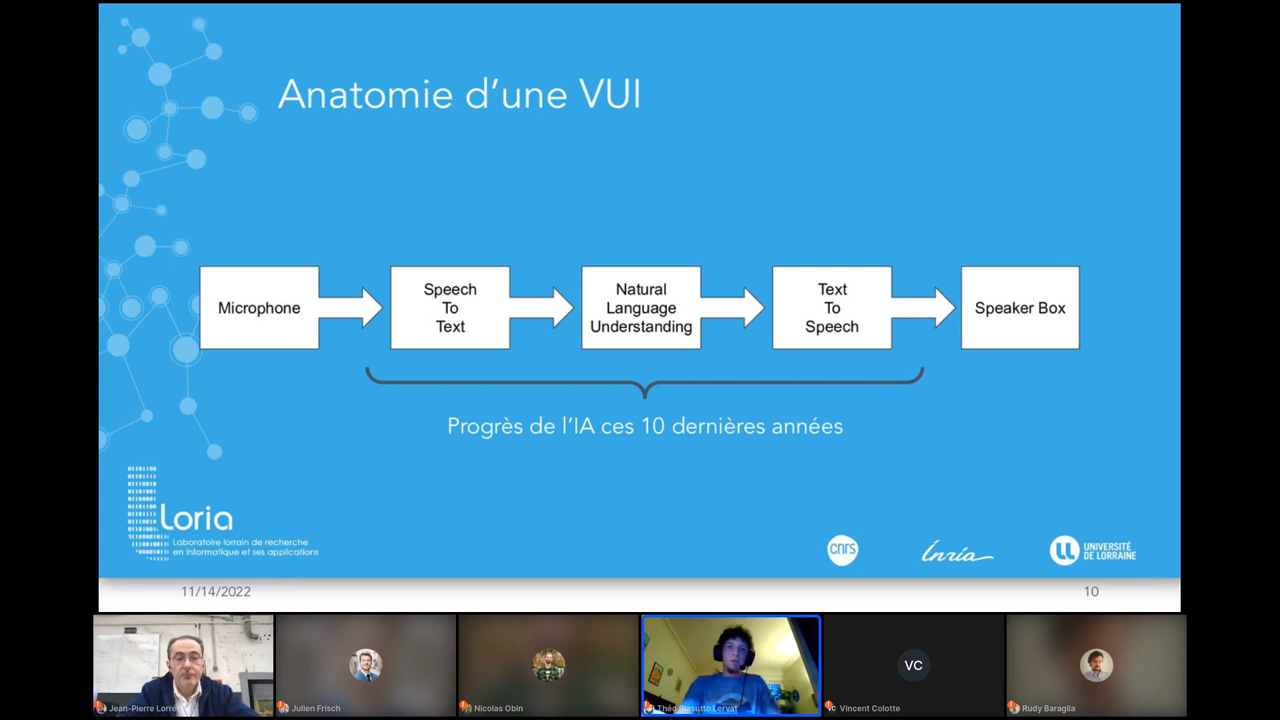 Anatomie d’une VUI
Microphone
Speech
To
Text
Natural
Language
Understanding
Text
To
Speech
Speaker Box
Progrès de l’IA ces 10 dernières années
Loria
Laboratoire lorrain de recherche
en informatique et ses applications
cnrs
Inria
UNIVERSITÉ
DE LORRAINE
11/14/2022
10
Jean-Pierre Lorré
Julien Frisch
Nicolas Obin
Théo Biasutto Lervat
VC
Vincent Colotte
Rudy Baraglia